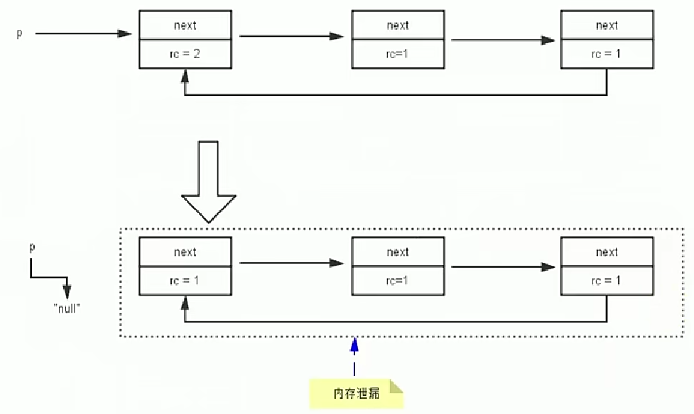 next
next
next
p
rc = 2
rc=1
rc = 1
p
next
next
next
rc = 1
rc=1
rc = 1
"null"
内存泄漏